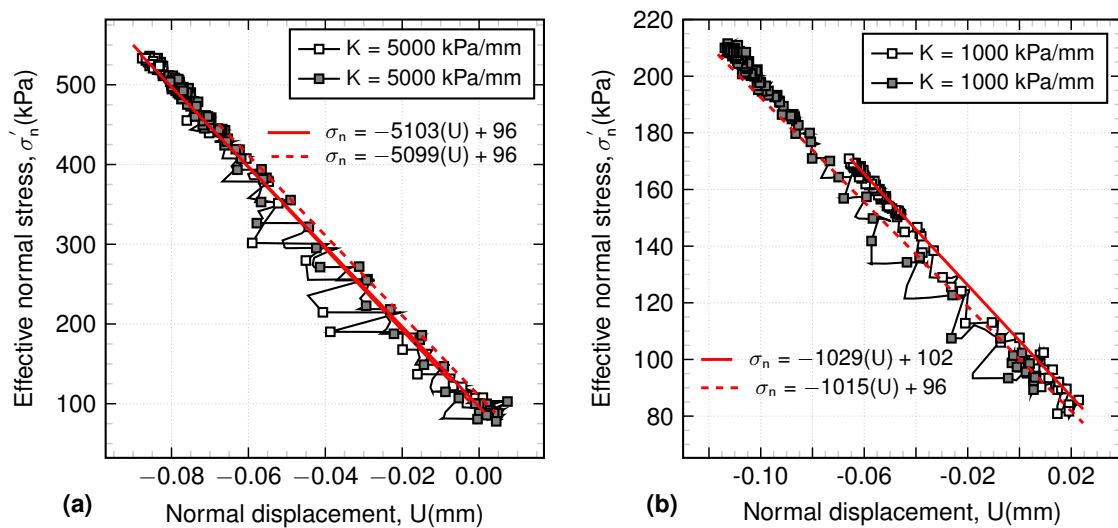 Effective normal stress, σ′n(kPa)
500
400
300
200
100
−0.08
−0.06
−0.04
−0.02
0.00
K = 5000 kPa/mm
K = 5000 kPa/mm
σn = −5103(U) + 96
σn = −5099(U) + 96
(a)
Normal displacement, U(mm)
Effective normal stress, σ′n(kPa)
220
200
180
160
140
120
100
80
-0.10
-0.06
-0.02
0.02
K = 1000 kPa/mm
K = 1000 kPa/mm
σn = −1029(U) + 102
σn = −1015(U) + 96
(b)
Normal displacement, U(mm)